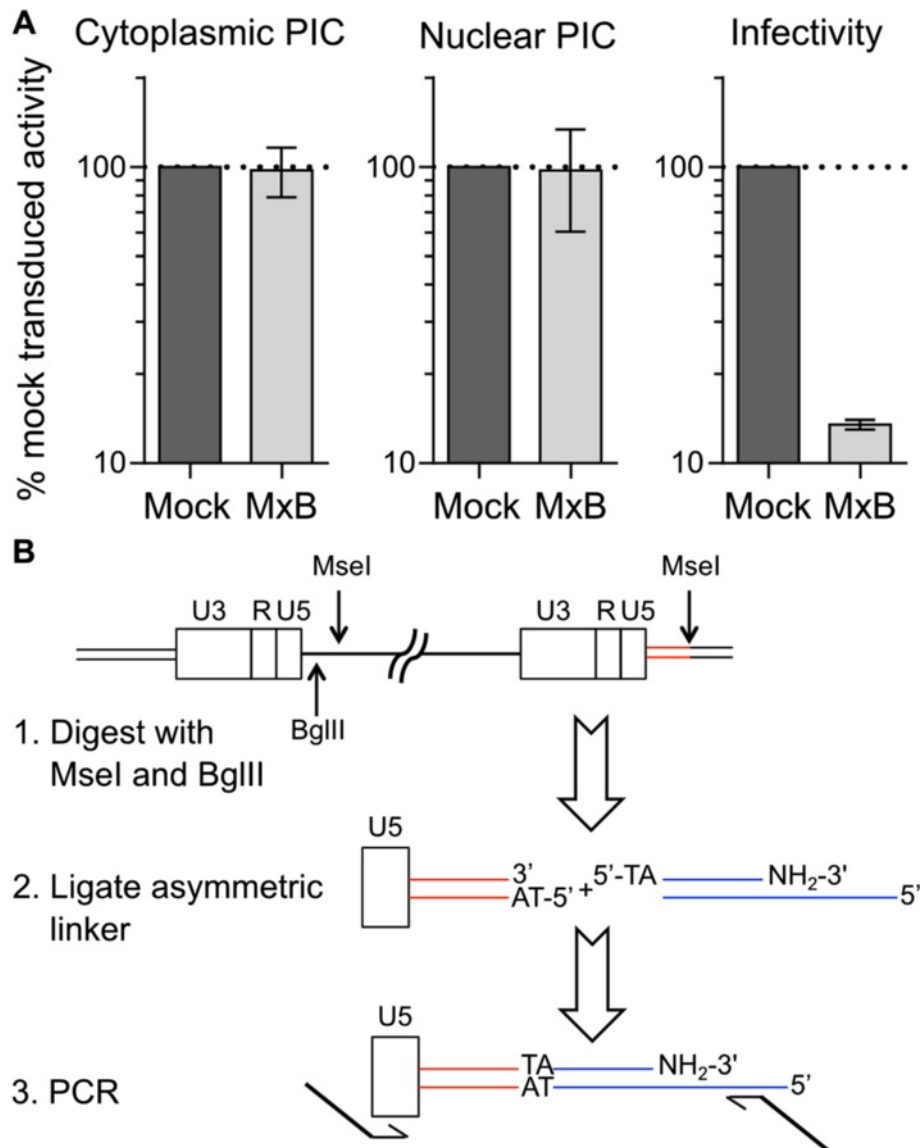 A
Cytoplasmic PIC
Nuclear PIC
Infectivity
% mock transduced activity
100
10
Mock MxB
100
10
Mock MxB
100
10
Mock MxB
B
MseI
MseI
U3 R U5
U3 R U5
BglII
1. Digest with
MseI and BglII
U5
3' 5'-TA NH2-3'
AT-5' + 5'
2. Ligate asymmetric
linker
U5
TA NH2-3'
AT 5'
3. PCR